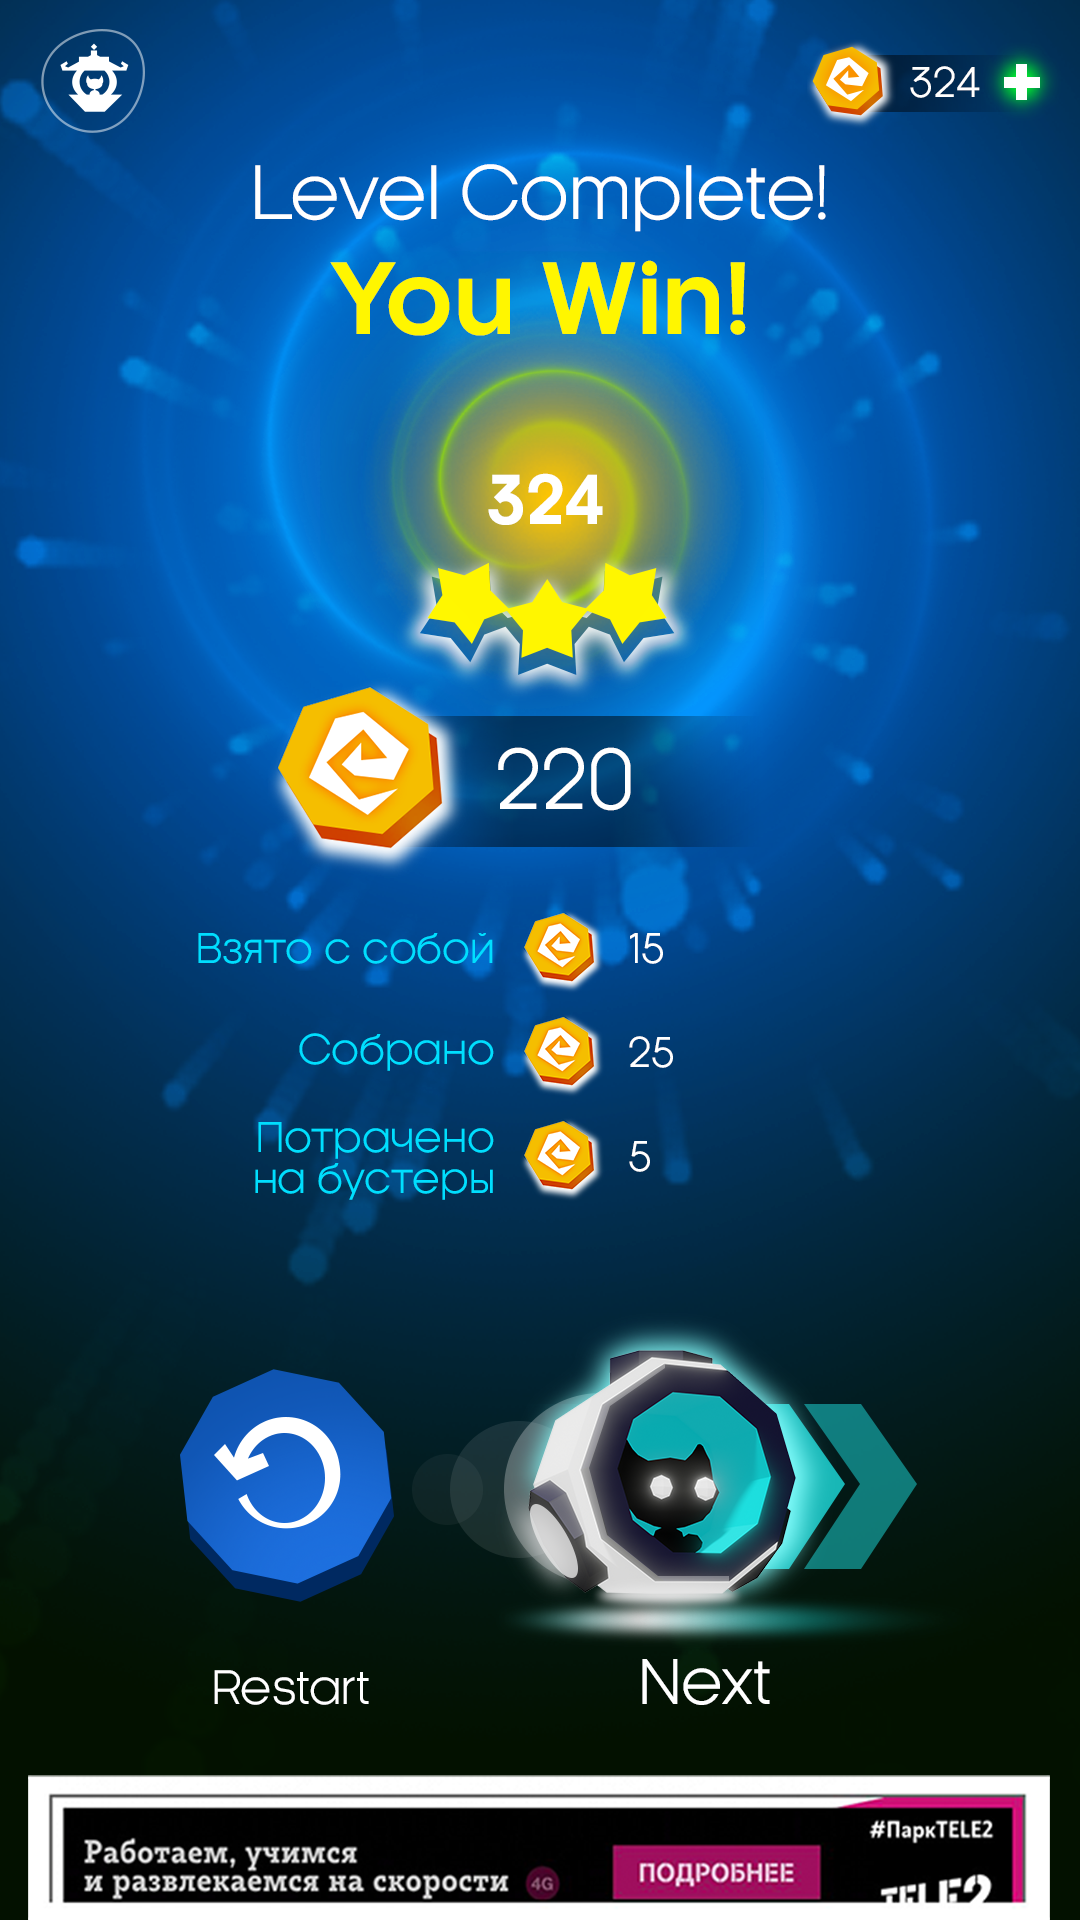 324
Level Complete!
You Win!
324
220
Взято с собой 15
Собрано 25
Потрачено
на бустеры 5
Restart
Next
#ПаркTELE2
Работаем, учимся
и развлекаемся на скорости 4G
ПОДРОБНЕЕ
TELE2